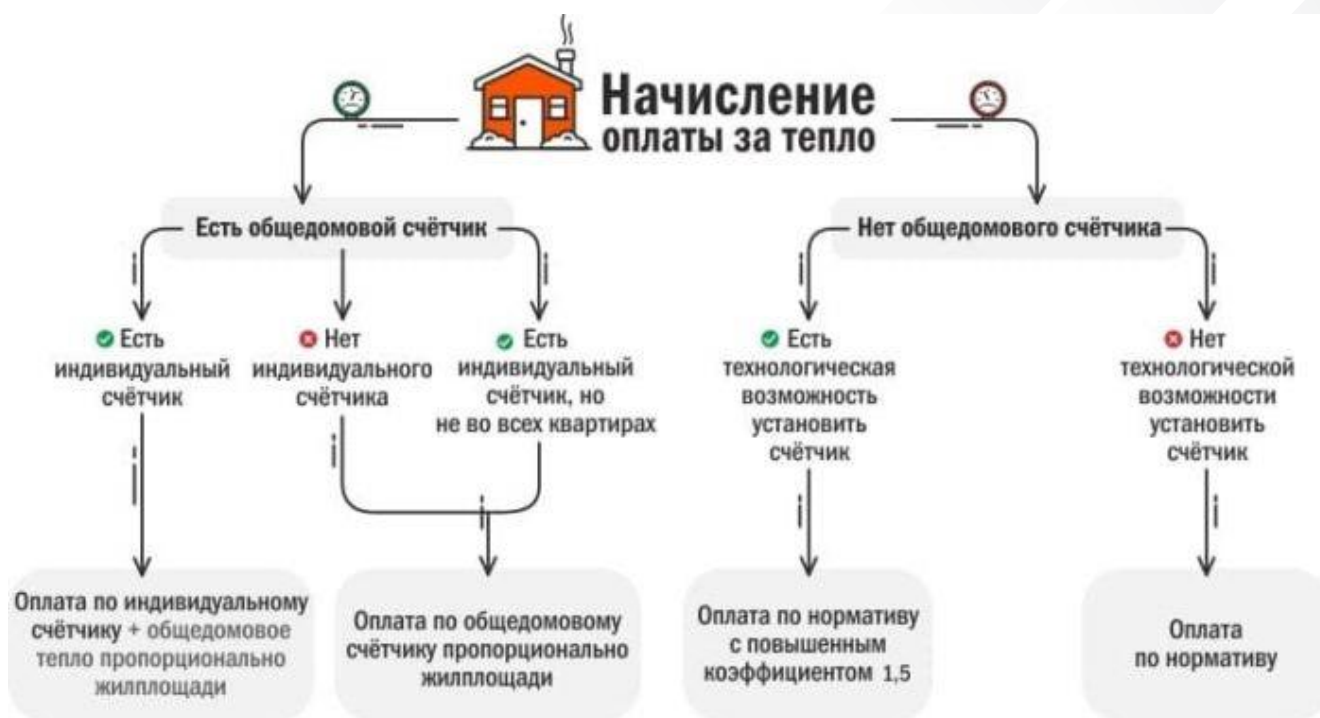 Начисление
оплаты за тепло
Есть общедомовой счётчик
Нет общедомового счётчика
Есть
индивидуальный
счётчик
Нет
индивидуального
счётчика
Есть
индивидуальный
счётчик, но
не во всех квартирах
Есть
технологическая
возможность
установить
счётчик
Нет
технологической
возможности
установить
счётчик
Оплата по индивидуальному
счётчику + общедомовое
тепло пропорционально
жилплощади
Оплата по общедомовому
счётчику пропорционально
жилплощади
Оплата по нормативу
с повышенным
коэффициентом 1,5
Оплата
по нормативу